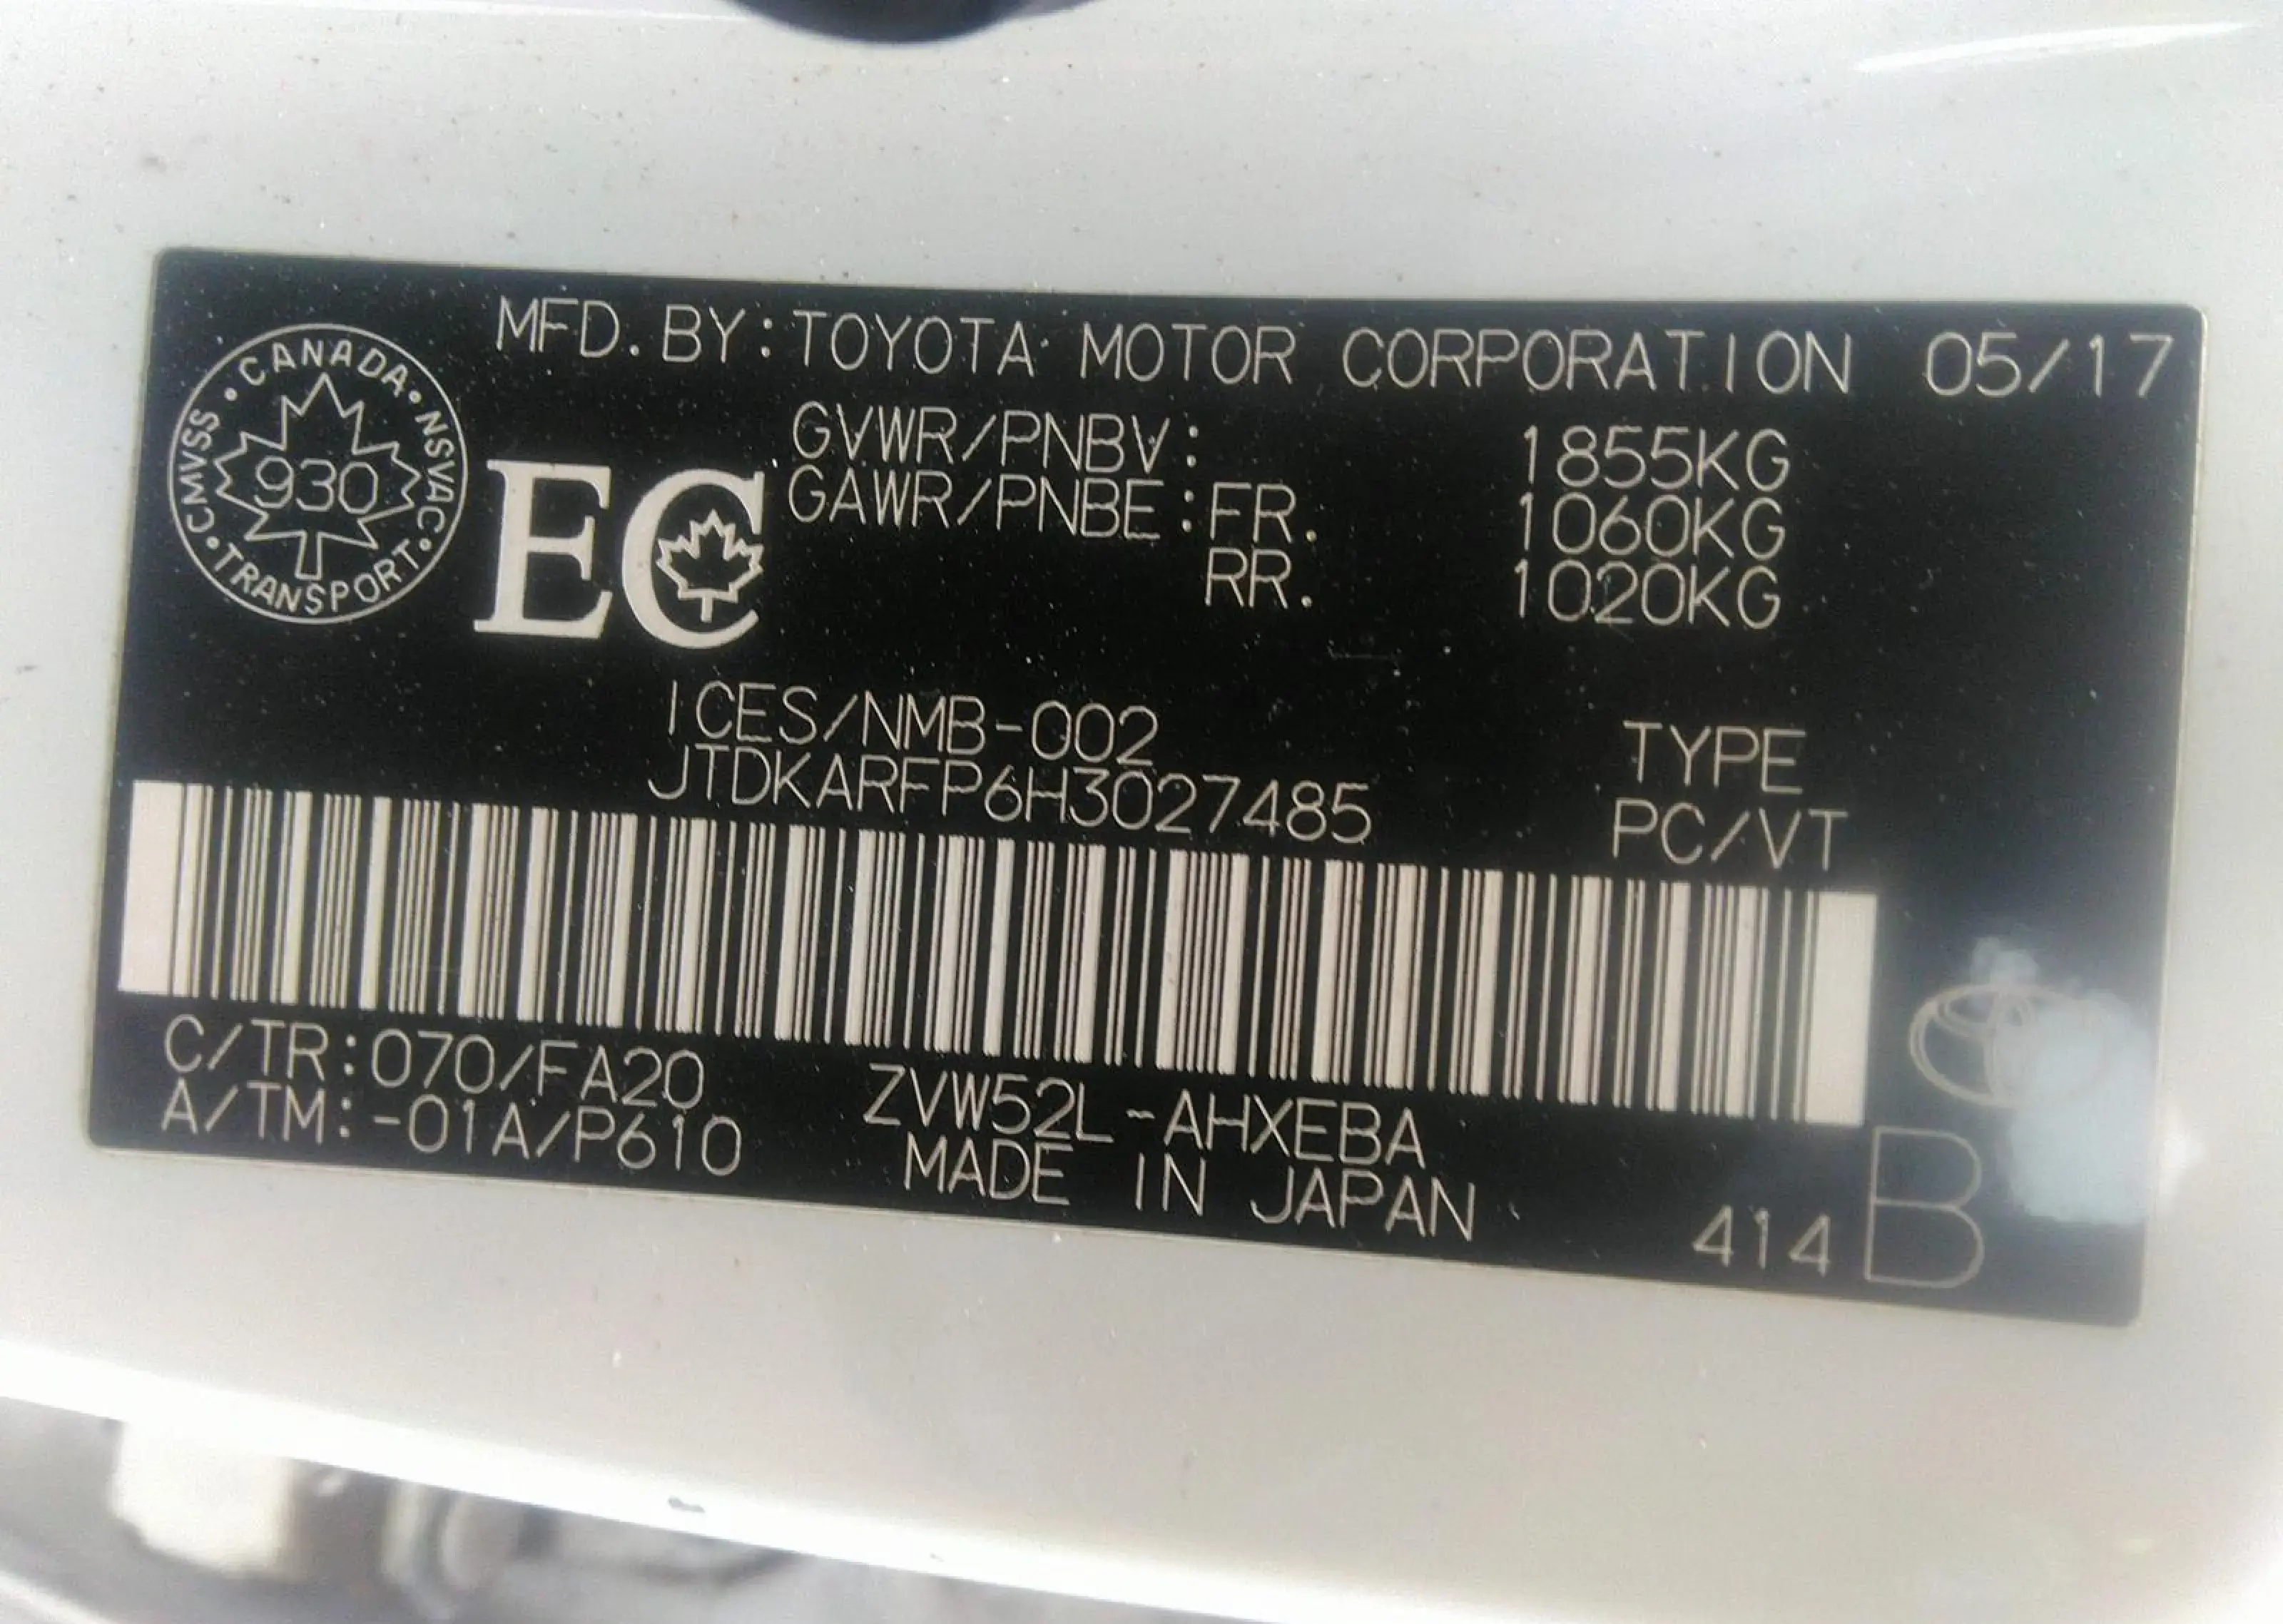 MFD. BY: TOYOTA MOTOR CORPORATION 05/17
CANADA • NSVAC • TRANSPORT • CMVSS •
930
EC
GVWR/PNBV: 1855KG
GAWR/PNBE: FR. 1060KG
RR. 1020KG
ICES/NMB-002
TYPE
JTDKARFP6H3027485
PC/VT
C/TR: 070/FA20
A/TM: -01A/P610
ZVW52L-AHXEBA
MADE IN JAPAN
414 B